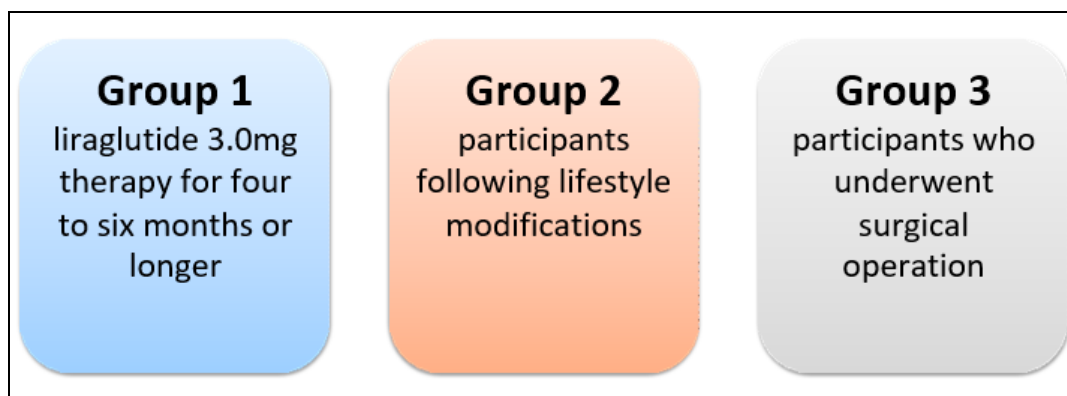 Group 1
liraglutide 3.0mg
therapy for four
to six months or
longer
Group 2
participants
following lifestyle
modifications
Group 3
participants who
underwent
surgical
operation